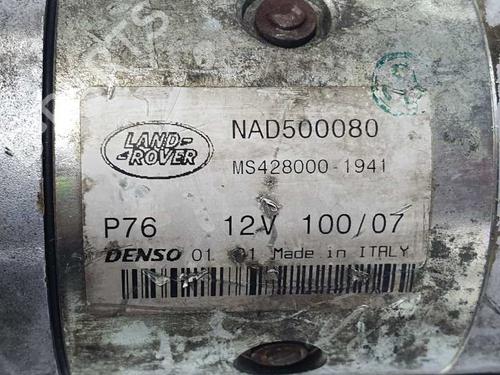 LAND-
ROVER
NAD500080
MS428000-1941
P76 12V 100/07
DENSO 01 01 Made in ITALY